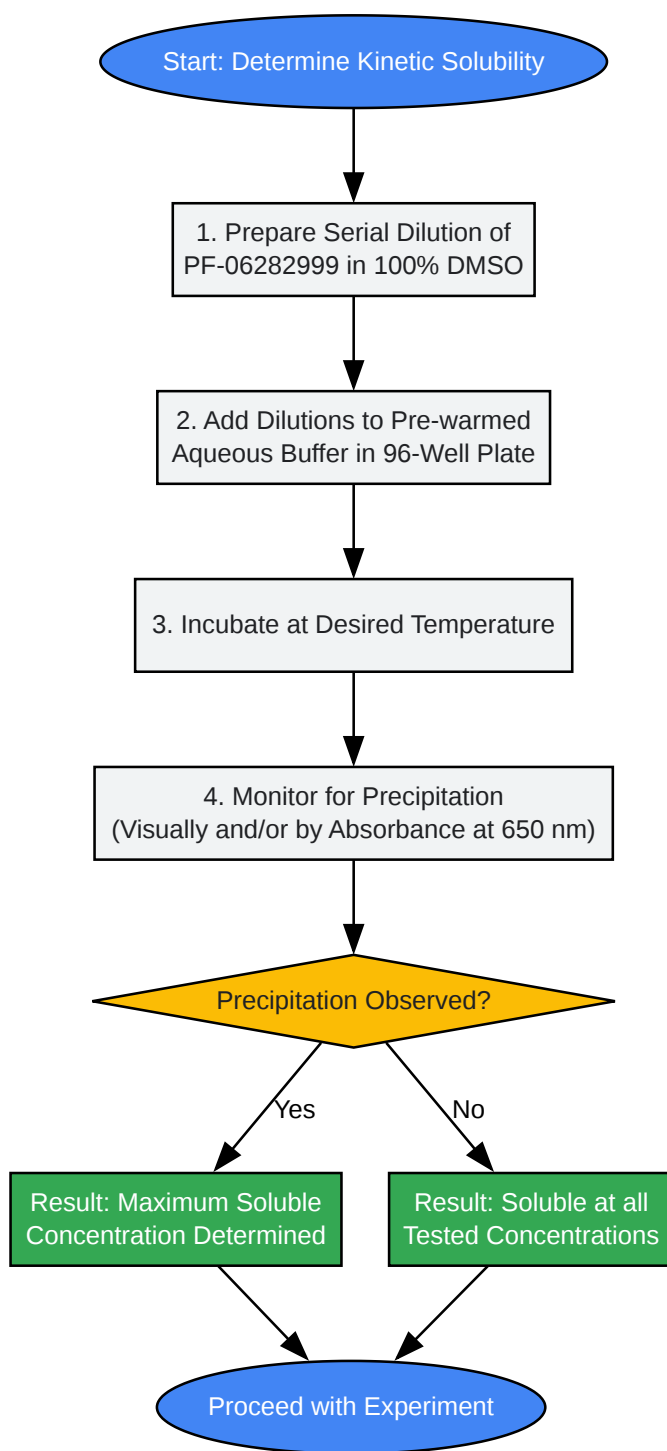 Start: Determine Kinetic Solubility
1. Prepare Serial Dilution of
PF-06282999 in 100% DMSO
2. Add Dilutions to Pre-warmed
Aqueous Buffer in 96-Well Plate
3. Incubate at Desired Temperature
4. Monitor for Precipitation
(Visually and/or by Absorbance at 650 nm)
Precipitation Observed?
Yes
No
Result: Maximum Soluble
Concentration Determined
Result: Soluble at all
Tested Concentrations
Proceed with Experiment